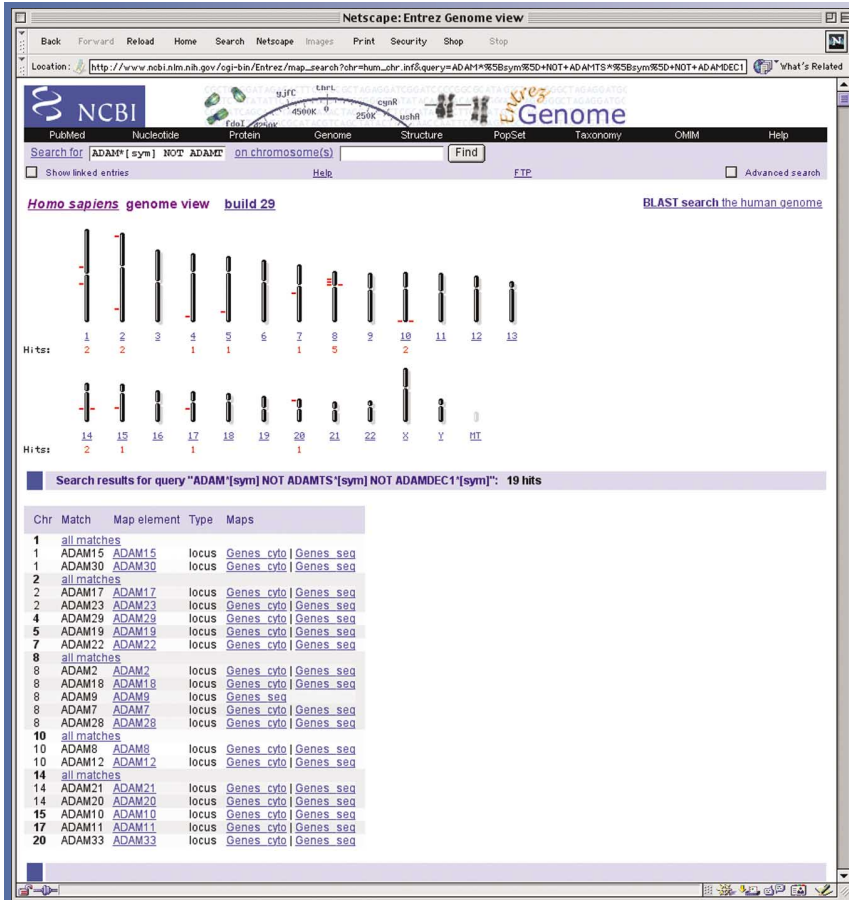 Netscape: Entrez Genome view
Back Forward Reload Home Search Netscape Images Print Security Shop Stop
Location: http://www.ncbi.nlm.nih.gov/cgi-bin/Entrez/map_search?chr=hum_chr.inf&query=ADAM*%5Bsym%5D+NOT+ADAMTS*%5Bsym%5D+NOT+ADAMDEC1 What's Related
NCBI yjfC thrL 4500K 0 cynR 250K ushA Entrez Genome
PubMed Nucleotide Protein Genome Structure PopSet Taxonomy OMIM Help
Search for ADAM*[sym] NOT ADAMT on chromosome(s) Find
Show linked entries Help FTP Advanced search
Homo sapiens genome view build 29 BLAST search the human genome
1 2 3 4 5 6 7 8 9 10 11 12 13
Hits: 2 2 1 1 1 5 2
14 15 16 17 18 19 20 21 22 X Y MT
Hits: 2 1 1 1
Search results for query "ADAM*[sym] NOT ADAMTS*[sym] NOT ADAMDEC1*[sym]": 19 hits
Chr Match Map element Type Maps
1 all matches
1 ADAM15 ADAM15 locus Genes_cyto | Genes_seq
1 ADAM30 ADAM30 locus Genes_cyto | Genes_seq
2 all matches
2 ADAM17 ADAM17 locus Genes_cyto | Genes_seq
2 ADAM23 ADAM23 locus Genes_cyto | Genes_seq
4 ADAM29 ADAM29 locus Genes_cyto | Genes_seq
5 ADAM19 ADAM19 locus Genes_cyto | Genes_seq
7 ADAM22 ADAM22 locus Genes_cyto | Genes_seq
8 all matches
8 ADAM2 ADAM2 locus Genes_cyto | Genes_seq
8 ADAM18 ADAM18 locus Genes_cyto | Genes_seq
8 ADAM9 ADAM9 locus Genes_seq
8 ADAM7 ADAM7 locus Genes_cyto | Genes_seq
8 ADAM28 ADAM28 locus Genes_cyto | Genes_seq
10 all matches
10 ADAM8 ADAM8 locus Genes_cyto | Genes_seq
10 ADAM12 ADAM12 locus Genes_cyto | Genes_seq
14 all matches
14 ADAM21 ADAM21 locus Genes_cyto | Genes_seq
14 ADAM20 ADAM20 locus Genes_cyto | Genes_seq
15 ADAM10 ADAM10 locus Genes_cyto | Genes_seq
17 ADAM11 ADAM11 locus Genes_cyto | Genes_seq
20 ADAM33 ADAM33 locus Genes_cyto | Genes_seq